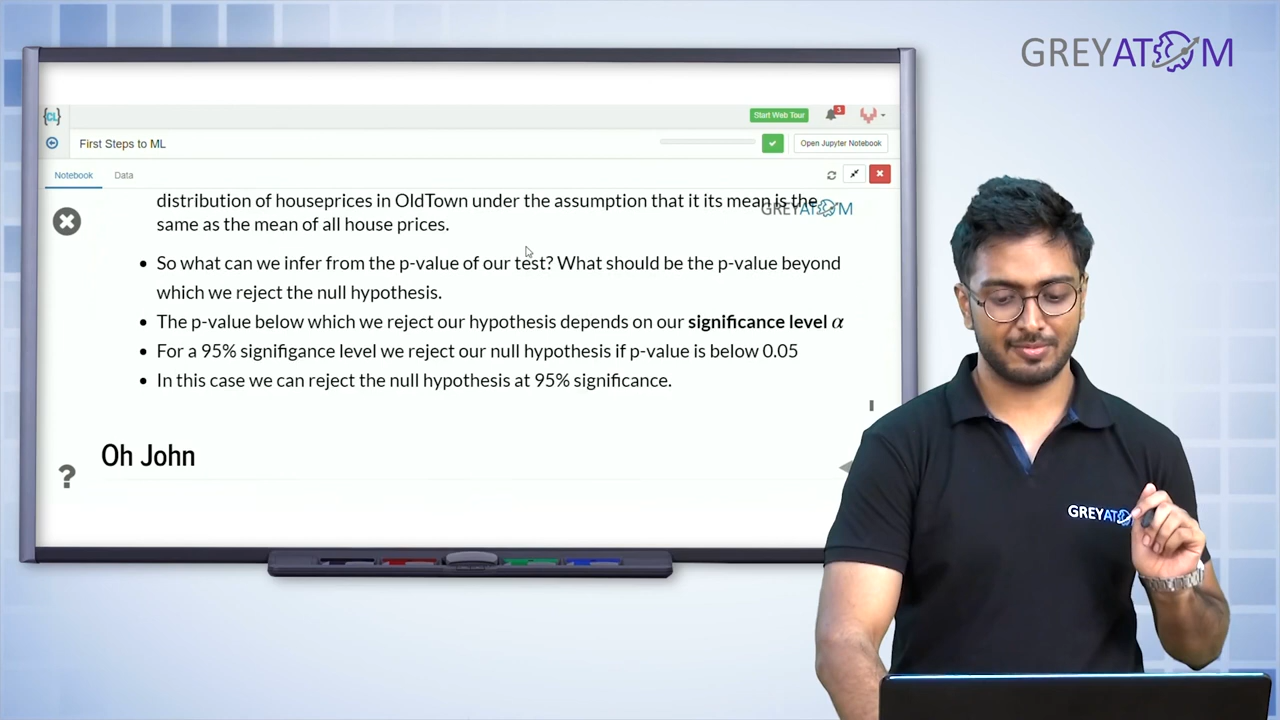 GREYATOM
{CL}
Start Web Tour
3
First Steps to ML
Open Jupyter Notebook
Notebook
Data
distribution of houseprices in OldTown under the assumption that it its mean is the
GREYATOM
same as the mean of all house prices.
So what can we infer from the p-value of our test? What should be the p-value beyond
which we reject the null hypothesis.
The p-value below which we reject our hypothesis depends on our significance level α
For a 95% signifigance level we reject our null hypothesis if p-value is below 0.05
In this case we can reject the null hypothesis at 95% significance.
Oh John
?
GREYATOM